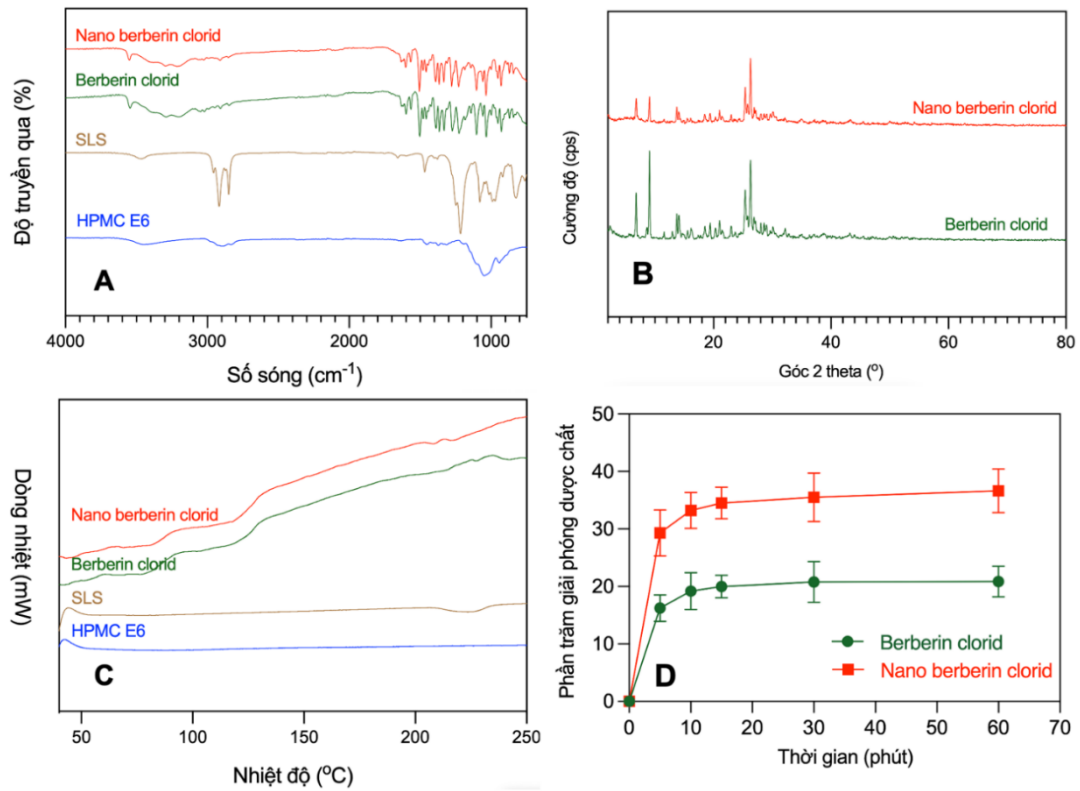 Độ truyền qua (%)
Nano berberin clorid
Berberin clorid
SLS
HPMC E6
A
4000 3000 2000 1000
Số sóng (cm⁻¹)
Cường độ (cps)
Nano berberin clorid
Berberin clorid
B
20 40 60 80
Góc 2 theta (⁰)
Dòng nhiệt (mW)
Nano berberin clorid
Berberin clorid
SLS
HPMC E6
C
50 100 150 200 250
Nhiệt độ (⁰C)
Phần trăm giải phóng dược chất
50
40
30
20
10
0
Berberin clorid
Nano berberin clorid
D
0 10 20 30 40 50 60 70
Thời gian (phút)